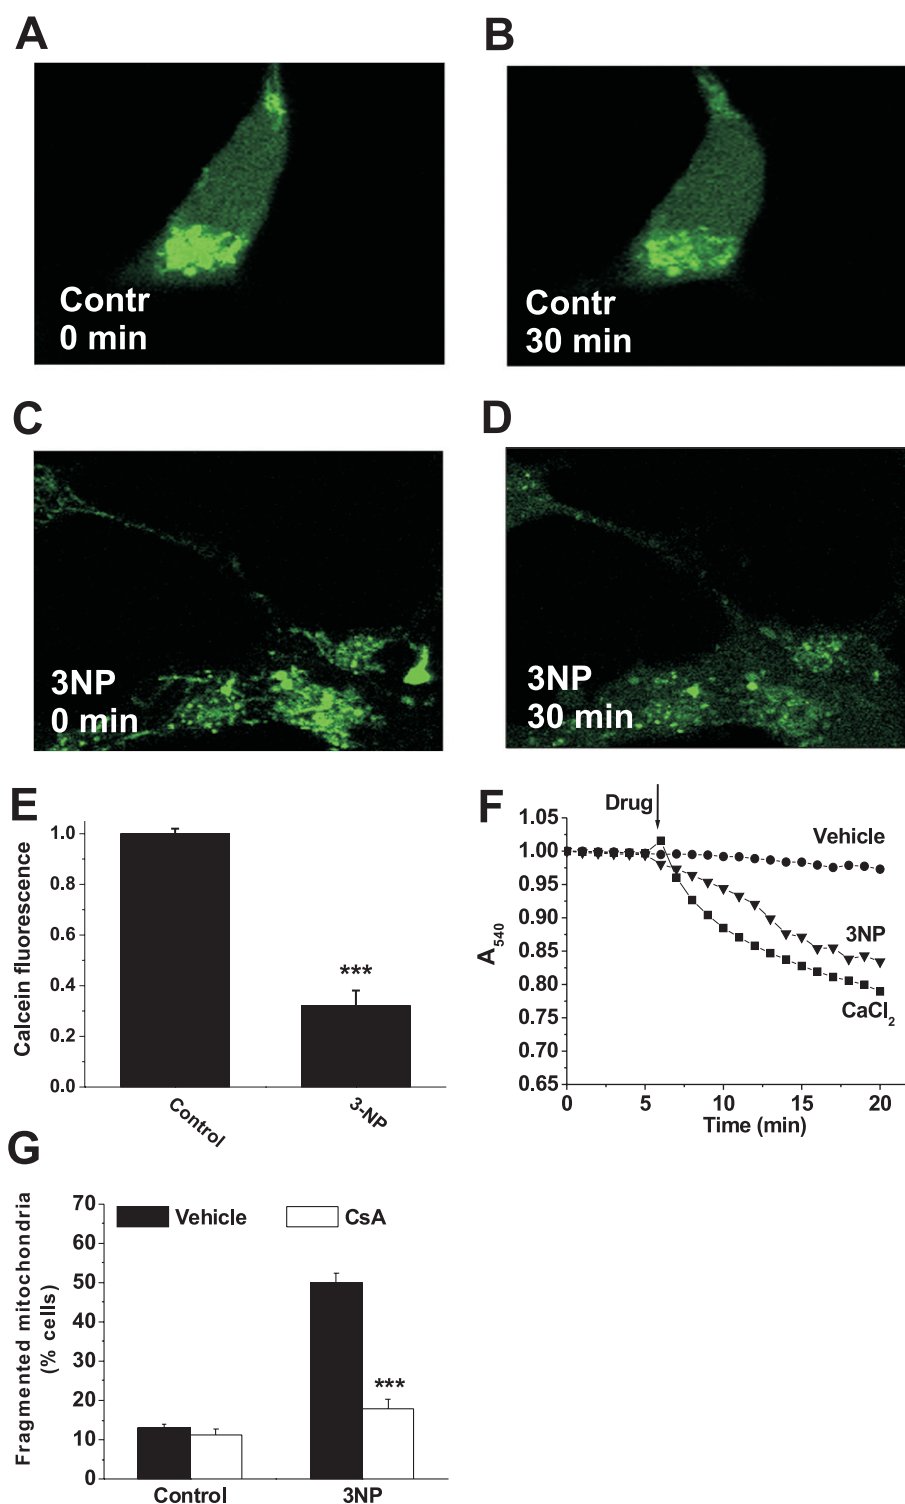 A
B
Contr
0 min
Contr
30 min
C
D
3NP
0 min
3NP
30 min
E
Calcein fluorescence
1.0
0.8
0.6
0.4
0.2
0.0
***
Control
3-NP
F
Drug
Vehicle
3NP
CaCl2
A540
1.05
1.00
0.95
0.90
0.85
0.80
0.75
0.70
0.65
0
5
10
15
20
Time (min)
G
Fragmented mitochondria
(% cells)
70
60
50
40
30
20
10
0
Vehicle
CsA
***
Control
3NP